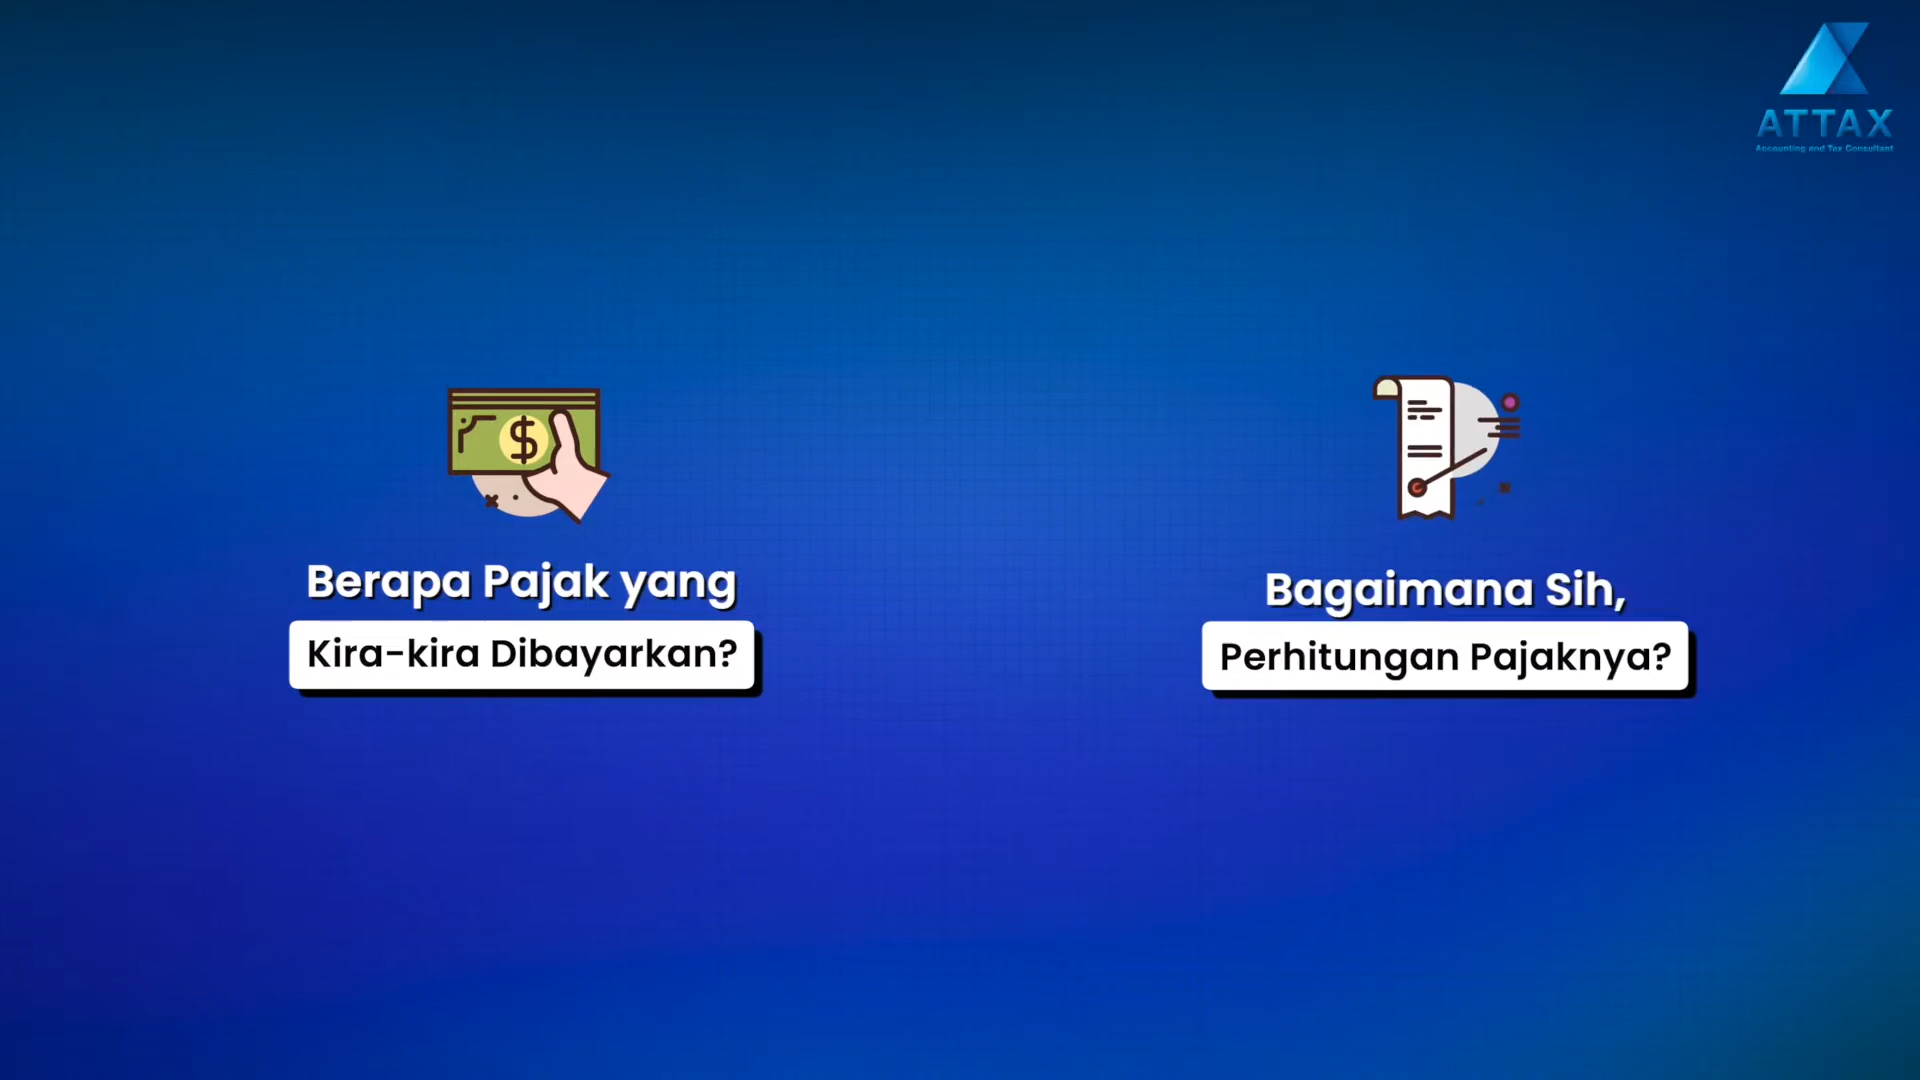 ATTAX
Accounting and Tax Consultant
Berapa Pajak yang
Kira-kira Dibayarkan?
Bagaimana Sih,
Perhitungan Pajaknya?